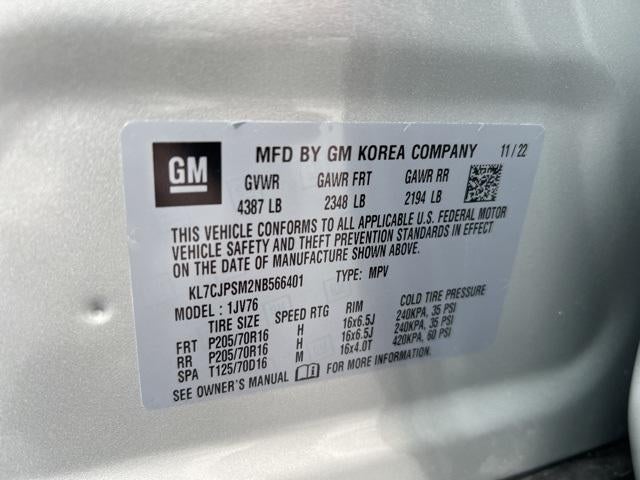 GM MFD BY GM KOREA COMPANY 11/22
GVWR GAWR FRT GAWR RR
4387 LB 2348 LB 2194 LB
THIS VEHICLE CONFORMS TO ALL APPLICABLE U.S. FEDERAL MOTOR
VEHICLE SAFETY AND THEFT PREVENTION STANDARDS IN EFFECT
ON THE DATE OF MANUFACTURE SHOWN ABOVE.
KL7CJPSM2NB566401 TYPE: MPV
MODEL : 1JV76
TIRE SIZE SPEED RTG RIM COLD TIRE PRESSURE
FRT P205/70R16 H 16x6.5J 240KPA, 35 PSI
RR P205/70R16 H 16x6.5J 240KPA, 35 PSI
SPA T125/70D16 M 16x4.0T 420KPA, 60 PSI
SEE OWNER'S MANUAL FOR MORE INFORMATION.